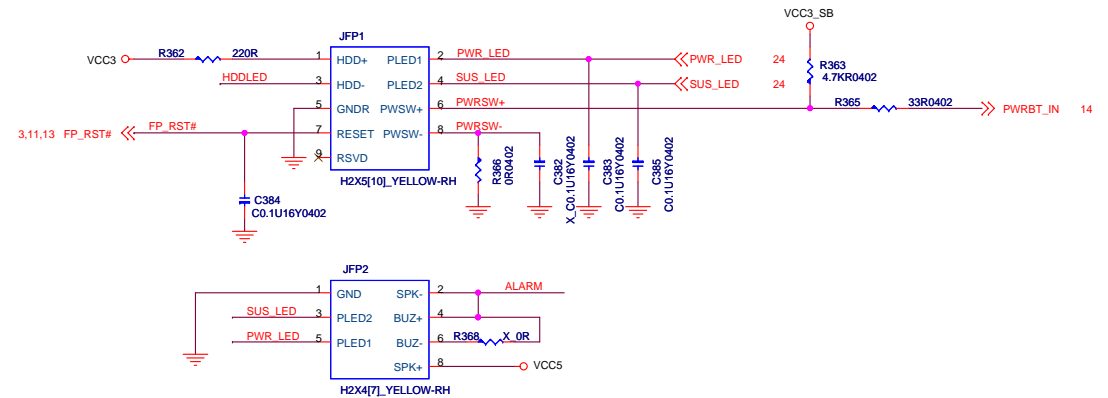 VCC3_SB
JFP1
VCC3 R362 220R 1 HDD+ PLED1 2 PWR_LED PWR_LED 24
R363
4.7KR0402
HDDLED 3 HDD- PLED2 4 SUS_LED SUS_LED 24
5 GNDR PWSW+ 6 PWRSW+ R365 33R0402 PWRBT_IN 14
3,11,13 FP_RST# FP_RST# 7 RESET PWSW- 8 PWRSW-
9 RSVD
H2X5[10]_YELLOW-RH
R366
0R0402
C382
X_C0.1U16Y0402
C383
C0.1U16Y0402
C385
C0.1U16Y0402
C384
C0.1U16Y0402
JFP2
1 GND SPK- 2 ALARM
SUS_LED 3 PLED2 BUZ+ 4
PWR_LED 5 PLED1 BUZ- 6 R368 X_0R
SPK+ 8 VCC5
H2X4[7]_YELLOW-RH